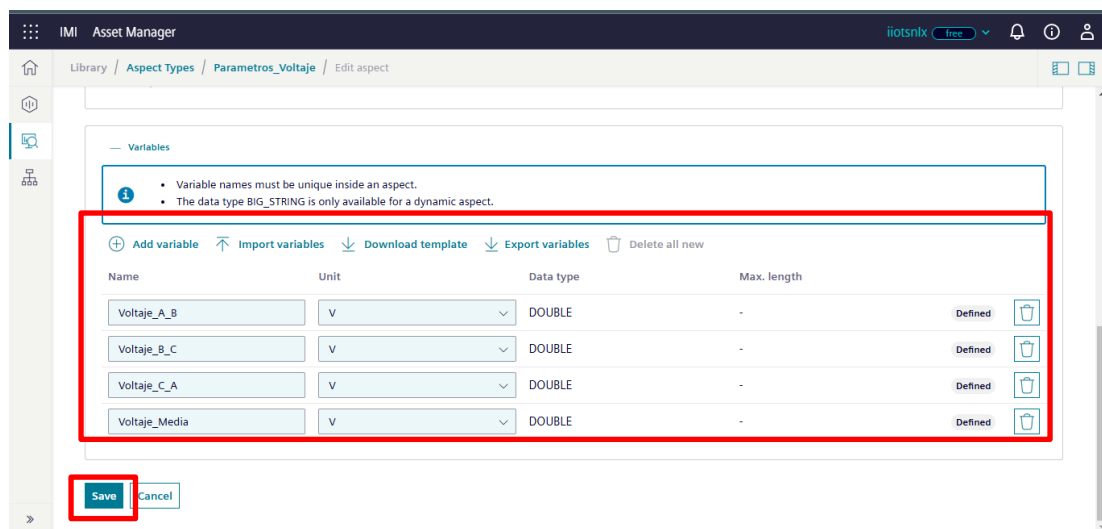 IMI Asset Manager iiotsnlx free
Library / Aspect Types / Parametros_Voltaje / Edit aspect
Variables
• Variable names must be unique inside an aspect.
• The data type BIG_STRING is only available for a dynamic aspect.
Add variable Import variables Download template Export variables Delete all new
Name Unit Data type Max. length
Voltaje_A_B V DOUBLE - Defined
Voltaje_B_C V DOUBLE - Defined
Voltaje_C_A V DOUBLE - Defined
Voltaje_Media V DOUBLE - Defined
Save Cancel